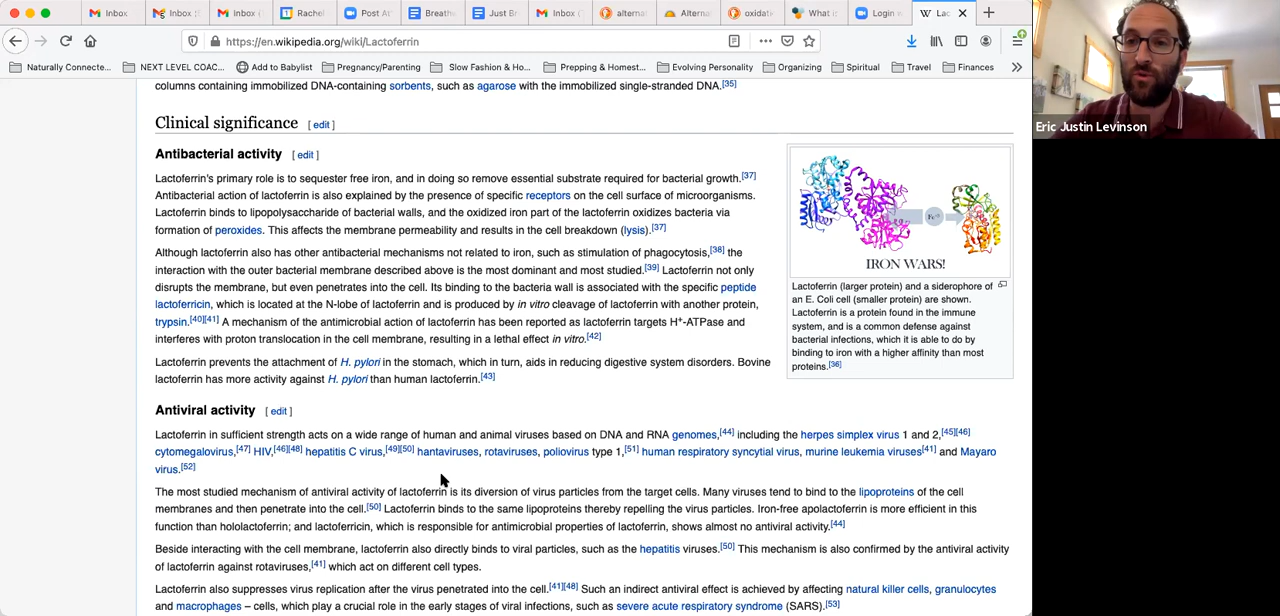 Inbox
Inbox (
Inbox (
Rachel
Post At
Breathe
Just Br
Inbox (
alterna
Alterna
oxidati
What is
Login w
Lac
https://en.wikipedia.org/wiki/Lactoferrin
Naturally Connecte...
NEXT LEVEL COAC...
Add to Babylist
Pregnancy/Parenting
Slow Fashion & Ho...
Prepping & Homest...
Evolving Personality
Organizing
Spiritual
Travel
Finances
columns containing immobilized DNA-containing sorbents, such as agarose with the immobilized single-stranded DNA.[35]
Clinical significance [ edit ]
Antibacterial activity [ edit ]
Lactoferrin's primary role is to sequester free iron, and in doing so remove essential substrate required for bacterial growth.[37]
Antibacterial action of lactoferrin is also explained by the presence of specific receptors on the cell surface of microorganisms.
Lactoferrin binds to lipopolysaccharide of bacterial walls, and the oxidized iron part of the lactoferrin oxidizes bacteria via
formation of peroxides. This affects the membrane permeability and results in the cell breakdown (lysis).[37]
Although lactoferrin also has other antibacterial mechanisms not related to iron, such as stimulation of phagocytosis,[38] the
interaction with the outer bacterial membrane described above is the most dominant and most studied.[39] Lactoferrin not only
disrupts the membrane, but even penetrates into the cell. Its binding to the bacteria wall is associated with the specific peptide
lactoferricin, which is located at the N-lobe of lactoferrin and is produced by in vitro cleavage of lactoferrin with another protein,
trypsin.[40][41] A mechanism of the antimicrobial action of lactoferrin has been reported as lactoferrin targets H+-ATPase and
interferes with proton translocation in the cell membrane, resulting in a lethal effect in vitro.[42]
Lactoferrin prevents the attachment of H. pylori in the stomach, which in turn, aids in reducing digestive system disorders. Bovine
lactoferrin has more activity against H. pylori than human lactoferrin.[43]
Fe3+
IRON WARS!
Lactoferrin (larger protein) and a siderophore of
an E. Coli cell (smaller protein) are shown.
Lactoferrin is a protein found in the immune
system, and is a common defense against
bacterial infections, which it is able to do by
binding to iron with a higher affinity than most
proteins.[36]
Antiviral activity [ edit ]
Lactoferrin in sufficient strength acts on a wide range of human and animal viruses based on DNA and RNA genomes,[44] including the herpes simplex virus 1 and 2,[45][46]
cytomegalovirus,[47] HIV,[46][48] hepatitis C virus,[49][50] hantaviruses, rotaviruses, poliovirus type 1,[51] human respiratory syncytial virus, murine leukemia viruses[41] and Mayaro
virus.[52]
The most studied mechanism of antiviral activity of lactoferrin is its diversion of virus particles from the target cells. Many viruses tend to bind to the lipoproteins of the cell
membranes and then penetrate into the cell.[50] Lactoferrin binds to the same lipoproteins thereby repelling the virus particles. Iron-free apolactoferrin is more efficient in this
function than hololactoferrin; and lactoferricin, which is responsible for antimicrobial properties of lactoferrin, shows almost no antiviral activity.[44]
Beside interacting with the cell membrane, lactoferrin also directly binds to viral particles, such as the hepatitis viruses.[50] This mechanism is also confirmed by the antiviral activity
of lactoferrin against rotaviruses,[41] which act on different cell types.
Lactoferrin also suppresses virus replication after the virus penetrated into the cell.[41][48] Such an indirect antiviral effect is achieved by affecting natural killer cells, granulocytes
and macrophages – cells, which play a crucial role in the early stages of viral infections, such as severe acute respiratory syndrome (SARS).[53]
Eric Justin Levinson